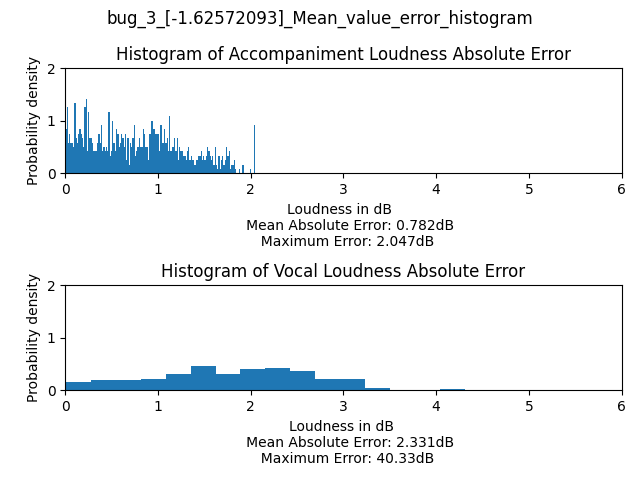 bug_3_[-1.62572093]_Mean_value_error_histogram
Histogram of Accompaniment Loudness Absolute Error
Probability density
2
1
0
0 1 2 3 4 5 6
Loudness in dB
Mean Absolute Error: 0.782dB
Maximum Error: 2.047dB
Histogram of Vocal Loudness Absolute Error
Probability density
2
1
0
0 1 2 3 4 5 6
Loudness in dB
Mean Absolute Error: 2.331dB
Maximum Error: 40.33dB